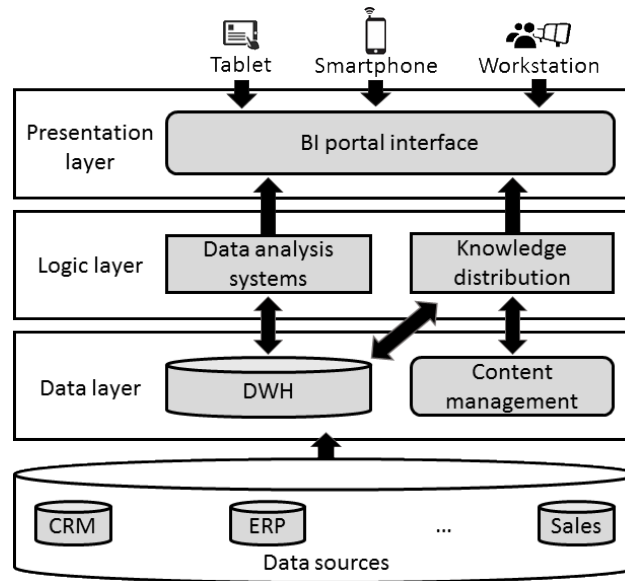 Tablet
Smartphone
Workstation
Presentation
layer
BI portal interface
Logic layer
Data analysis
systems
Knowledge
distribution
Data layer
DWH
Content
management
CRM
ERP
...
Sales
Data sources